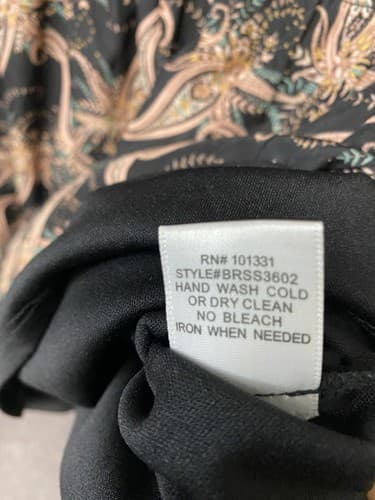 RN# 101331
STYLE#BRSS3602
HAND WASH COLD
OR DRY CLEAN
NO BLEACH
IRON WHEN NEEDED